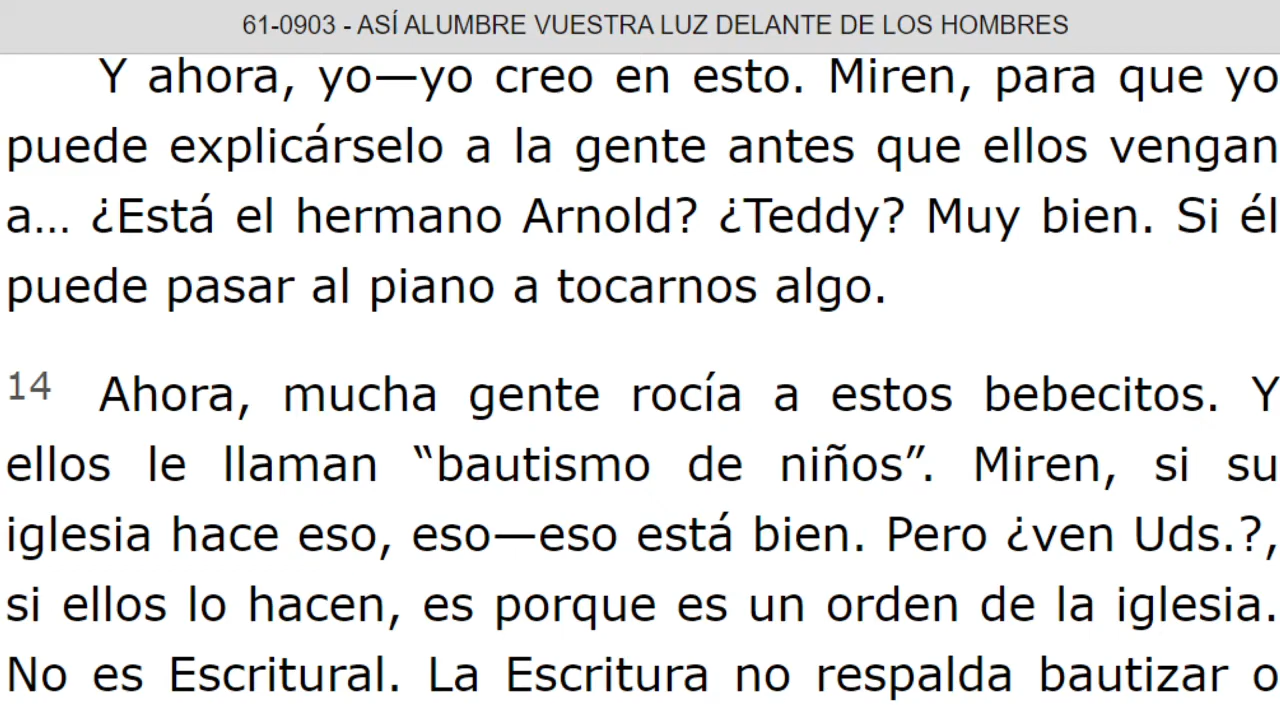 61-0903 - ASÍ ALUMBRE VUESTRA LUZ DELANTE DE LOS HOMBRES
Y ahora, yo—yo creo en esto. Miren, para que yo
puede explicárselo a la gente antes que ellos vengan
a… ¿Está el hermano Arnold? ¿Teddy? Muy bien. Si él
puede pasar al piano a tocarnos algo.
14 Ahora, mucha gente rocía a estos bebecitos. Y
ellos le llaman “bautismo de niños”. Miren, si su
iglesia hace eso, eso—eso está bien. Pero ¿ven Uds.?,
si ellos lo hacen, es porque es un orden de la iglesia.
No es Escritural. La Escritura no respalda bautizar o